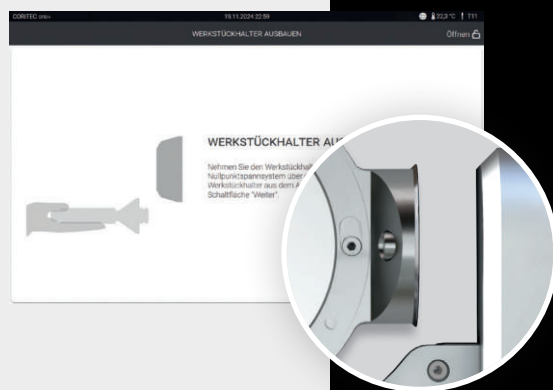 CORITEC one+
19.11.2024 22:59
22,3 °C T11
WERKSTÜCKHALTER AUSBAUEN
Öffnen
WERKSTÜCKHALTER AU
Nehmen Sie den Werkstückhal
Nullpunktspannsystem über
Werkstückhalter aus dem A
Schaltfläche "Weiter".